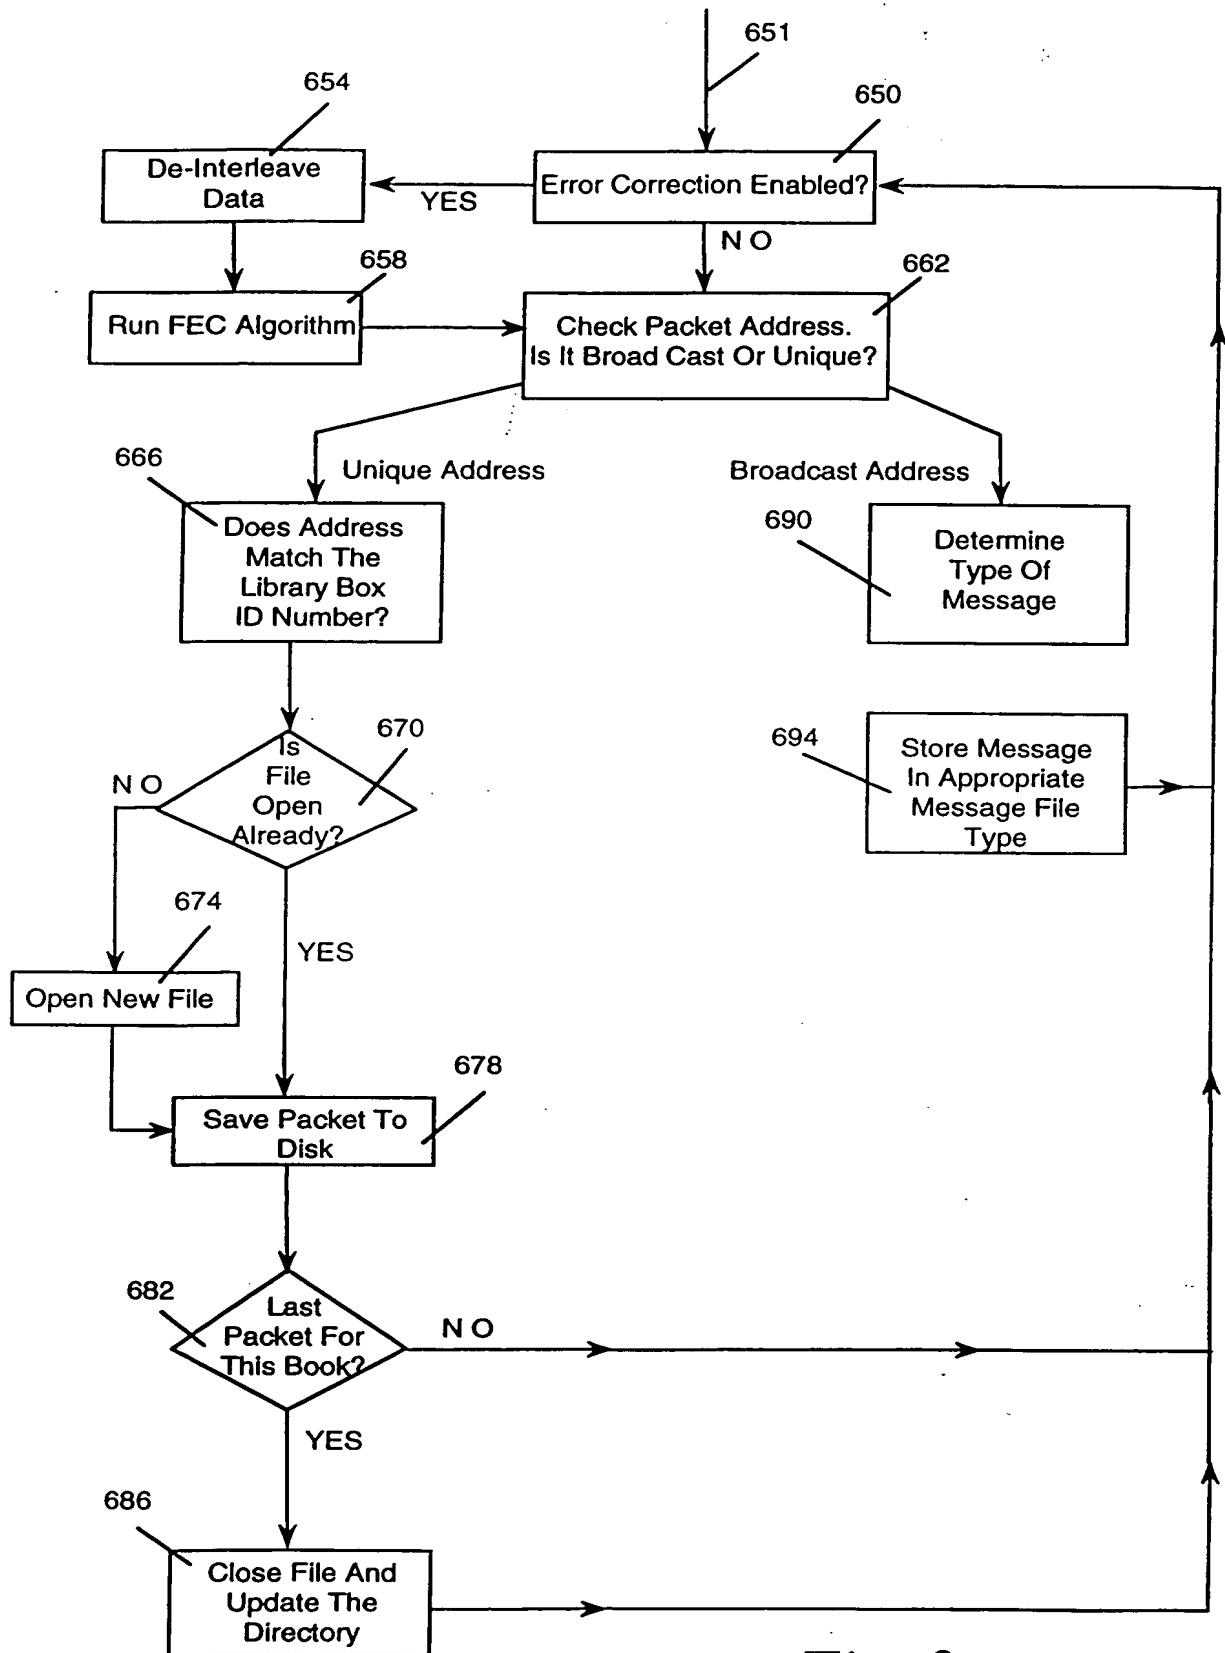 651
654
650
De-Interleave
Data
YES
Error Correction Enabled?
NO
658
662
Run FEC Algorithm
Check Packet Address.
Is It Broad Cast Or Unique?
666
Unique Address
Broadcast Address
Does Address
Match The
Library Box
ID Number?
690
Determine
Type Of
Message
670
Is
File
Open
Already?
NO
694
Store Message
In Appropriate
Message File
Type
674
YES
Open New File
678
Save Packet To
Disk
682
Last
Packet For
This Book?
NO
YES
686
Close File And
Update The
Directory